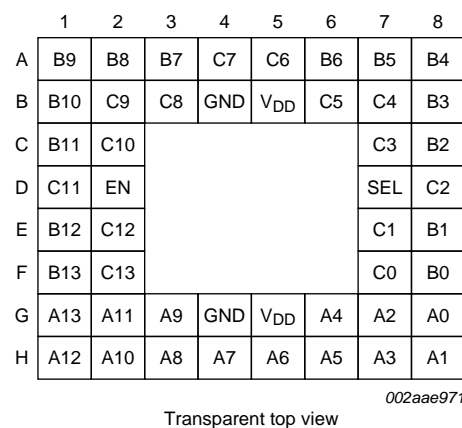 1 2 3 4 5 6 7 8
A B9 B8 B7 C7 C6 B6 B5 B4
B B10 C9 C8 GND VDD C5 C4 B3
C B11 C10 C3 B2
D C11 EN SEL C2
E B12 C12 C1 B1
F B13 C13 C0 B0
G A13 A11 A9 GND VDD A4 A2 A0
H A12 A10 A8 A7 A6 A5 A3 A1
002aae971
Transparent top view